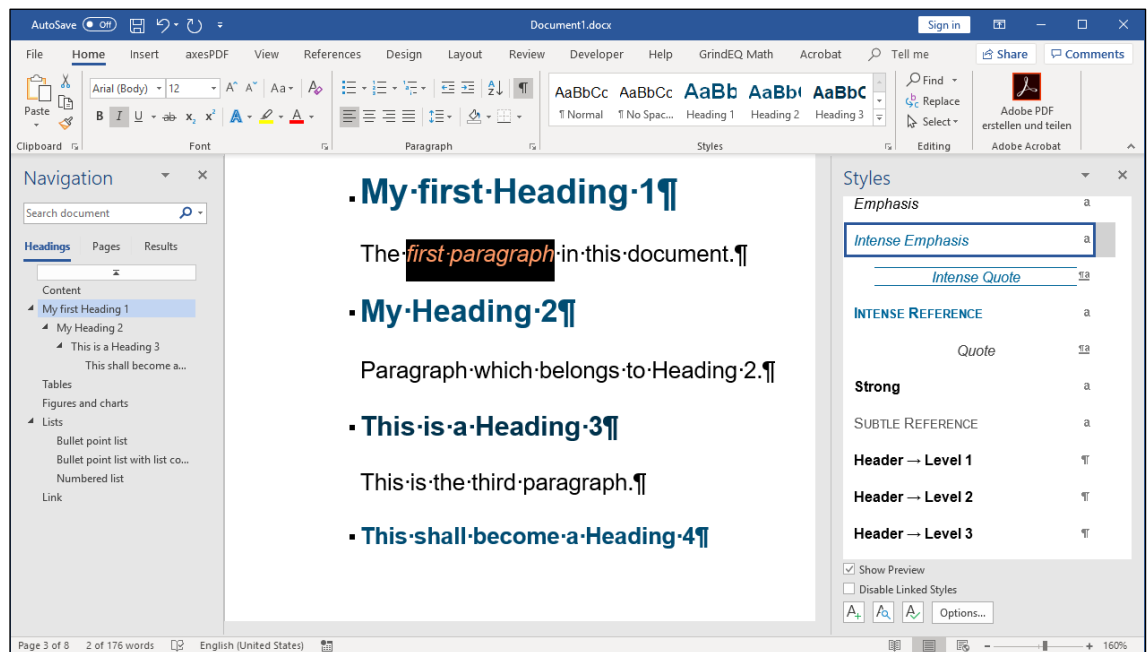 AutoSave Off Document1.docx Sign in
File Home Insert axesPDF View References Design Layout Review Developer Help GrindEQ Math Acrobat Tell me Share Comments
Paste
Clipboard
Arial (Body) 12 A^ A˅ Aa A
B I U ab x₂ x² A A
Font
A Z ¶
Paragraph
AaBbCc AaBbCc AaBb AaBb( AaBbC
¶ Normal ¶ No Spac... Heading 1 Heading 2 Heading 3
Styles
Find
Replace
Select
Editing
Adobe PDF
erstellen und teilen
Adobe Acrobat
Navigation
Search document
Headings Pages Results
Content
My first Heading 1
My Heading 2
This is a Heading 3
This shall become a...
Tables
Figures and charts
Lists
Bullet point list
Bullet point list with list co...
Numbered list
Link
My·first·Heading·1¶
The·first·paragraph·in·this·document.¶
My·Heading·2¶
Paragraph·which·belongs·to·Heading·2.¶
This·is·a·Heading·3¶
This·is·the·third·paragraph.¶
This·shall·become·a·Heading·4¶
Styles
Emphasis a
Intense Emphasis a
Intense Quote ¶a
INTENSE REFERENCE a
Quote ¶a
Strong a
SUBTLE REFERENCE a
Header → Level 1 ¶
Header → Level 2 ¶
Header → Level 3 ¶
Show Preview
Disable Linked Styles
Options...
Page 3 of 8 2 of 176 words English (United States) 160%